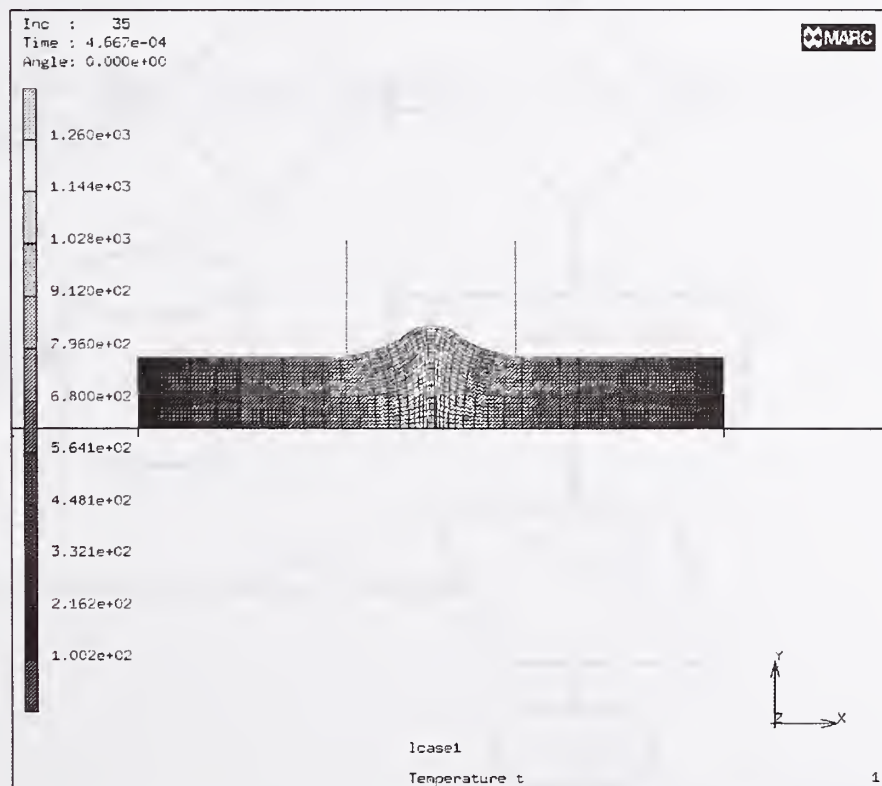 Inc : 35
Time : 4.667e-04
Angle: 0.000e+00
MARC
1.260e+03
1.144e+03
1.028e+03
9.120e+02
7.960e+02
6.800e+02
5.641e+02
4.481e+02
3.321e+02
2.162e+02
1.002e+02
Y
Z
X
lcase1
Temperature t
1